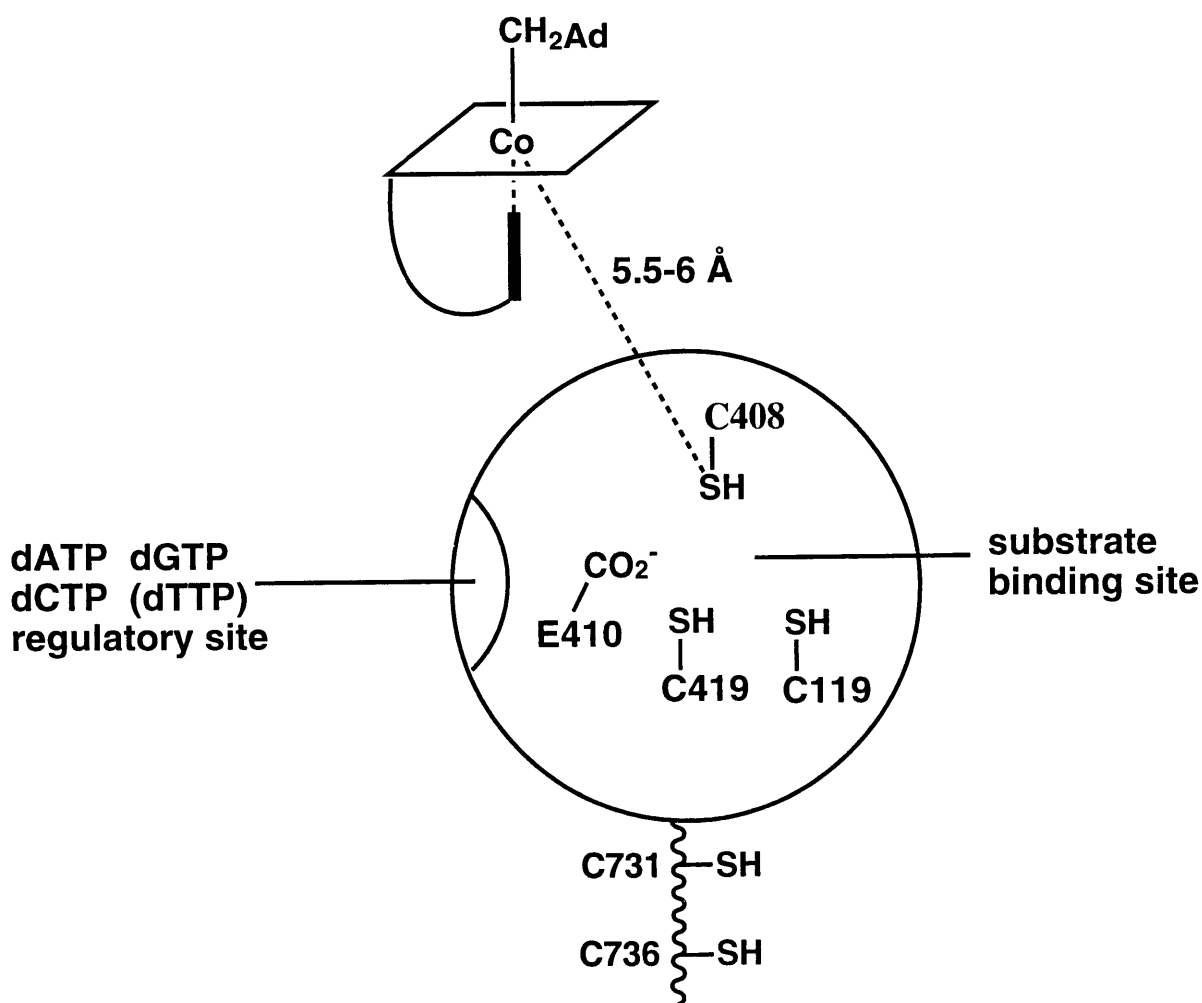 CH₂Ad
Co
5.5-6 Å
C408
SH
dATP dGTP
dCTP (dTTP)
regulatory site
CO₂⁻
E410
SH
C419
SH
C119
substrate
binding site
C731
SH
C736
SH